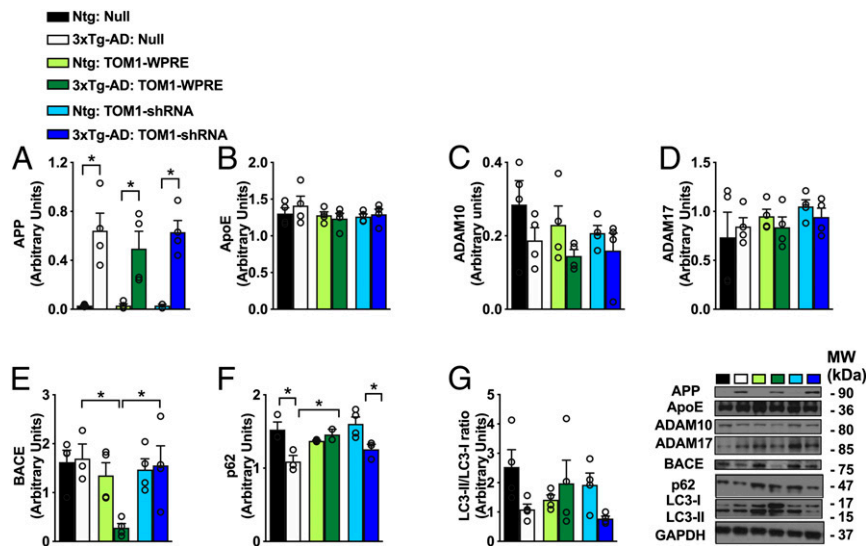 Ntg: Null
3xTg-AD: Null
Ntg: TOM1-WPRE
3xTg-AD: TOM1-WPRE
Ntg: TOM1-shRNA
3xTg-AD: TOM1-shRNA
A
APP
(Arbitrary Units)
1.2
0.8
0.4
0.0
*
*
*
B
ApoE
(Arbitrary Units)
2.0
1.5
1.0
0.5
0.0
C
ADAM10
(Arbitrary Units)
0.4
0.2
0.0
D
ADAM17
(Arbitrary Units)
1.5
1.0
0.5
0.0
E
BACE
(Arbitrary Units)
3
2
1
0
*
*
F
p62
(Arbitrary Units)
2
1
0
*
*
*
G
LC3-II/LC3-I ratio
(Arbitrary Units)
5
4
3
2
1
0
MW
(kDa)
APP - 90
ApoE - 36
ADAM10 - 80
ADAM17 - 85
BACE - 75
p62 - 47
LC3-I - 17
LC3-II - 15
GAPDH - 37